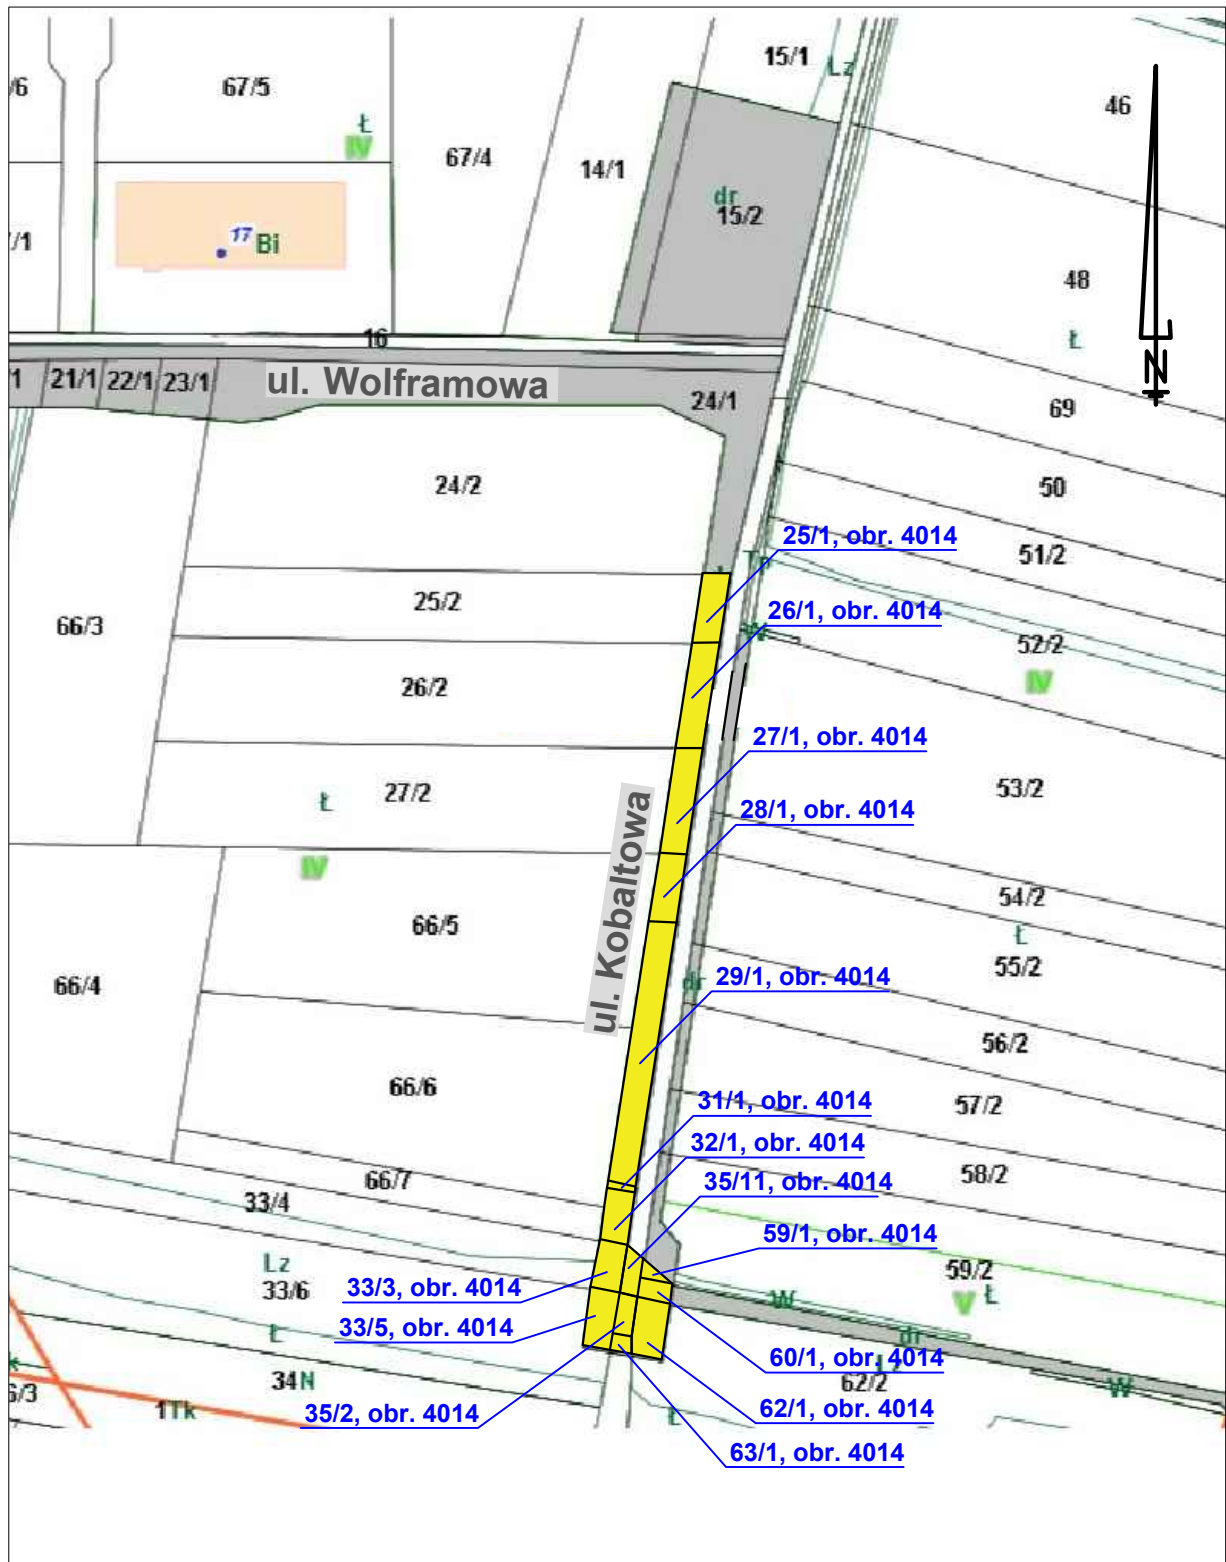 15/1
Lz
/6
67/5
46
Ł
IV
67/4
14/1
dr
15/2
17 Bi
/1
48
16
Ł
N
/1
21/1
22/1
23/1
ul. Wolframowa
24/1
69
24/2
50
25/1, obr. 4014
51/2
Tp
25/2
26/1, obr. 4014
66/3
W
52/2
26/2
IV
27/1, obr. 4014
27/2
Ł
53/2
28/1, obr. 4014
ul. Kobaltowa
IV
54/2
66/5
Ł
55/2
66/4
29/1, obr. 4014
dr
56/2
66/6
31/1, obr. 4014
57/2
32/1, obr. 4014
58/2
66/7
35/11, obr. 4014
33/4
59/1, obr. 4014
Lz
59/2
33/6
33/3, obr. 4014
W
V
Ł
33/5, obr. 4014
Ł
dr
60/1, obr. 4014
Lz
34N
62/2
W
6/3
1Tk
35/2, obr. 4014
62/1, obr. 4014
Ł
63/1, obr. 4014